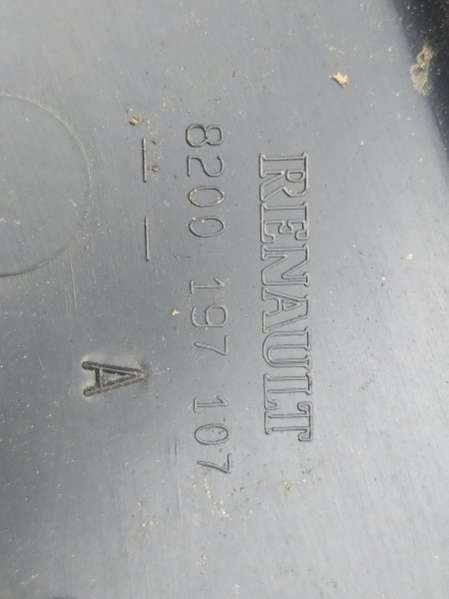 RENAULT
8200 197 107
— —
A